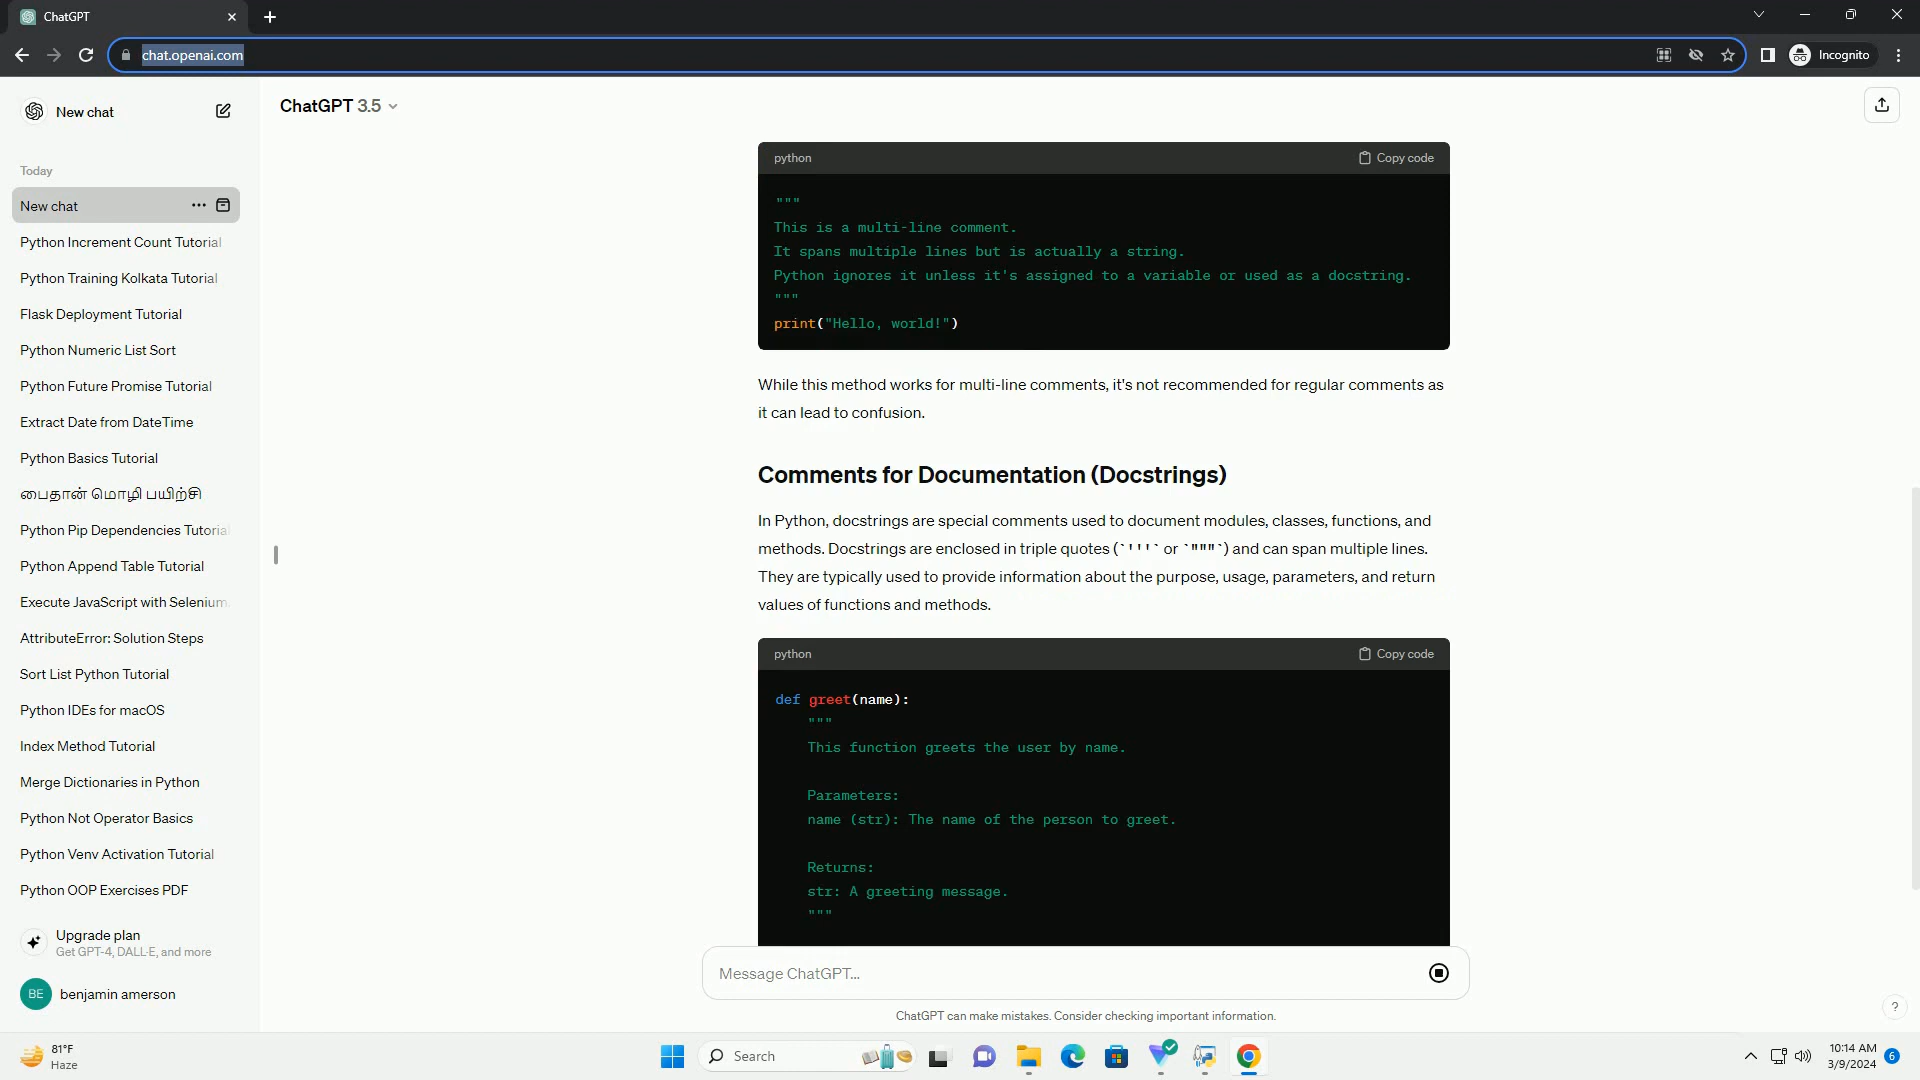 ChatGPT
chat.openai.com
Incognito
New chat
Today
New chat
Python Increment Count Tutorial
Python Training Kolkata Tutorial
Flask Deployment Tutorial
Python Numeric List Sort
Python Future Promise Tutorial
Extract Date from DateTime
Python Basics Tutorial
பைதான் மொழி பயிற்சி
Python Pip Dependencies Tutorial
Python Append Table Tutorial
Execute JavaScript with Selenium
AttributeError: Solution Steps
Sort List Python Tutorial
Python IDEs for macOS
Index Method Tutorial
Merge Dictionaries in Python
Python Not Operator Basics
Python Venv Activation Tutorial
Python OOP Exercises PDF
Upgrade plan
Get GPT-4, DALL·E, and more
BE benjamin amerson
ChatGPT 3.5
python Copy code
"""
This is a multi-line comment.
It spans multiple lines but is actually a string.
Python ignores it unless it's assigned to a variable or used as a docstring.
"""
print("Hello, world!")
While this method works for multi-line comments, it's not recommended for regular comments as
it can lead to confusion.
Comments for Documentation (Docstrings)
In Python, docstrings are special comments used to document modules, classes, functions, and
methods. Docstrings are enclosed in triple quotes (`'''` or `"""`) and can span multiple lines.
They are typically used to provide information about the purpose, usage, parameters, and return
values of functions and methods.
python Copy code
def greet(name):
"""
This function greets the user by name.
Parameters:
name (str): The name of the person to greet.
Returns:
str: A greeting message.
"""
Message ChatGPT...
ChatGPT can make mistakes. Consider checking important information.
?
81°F
Haze
Search
10:14 AM
3/9/2024
6